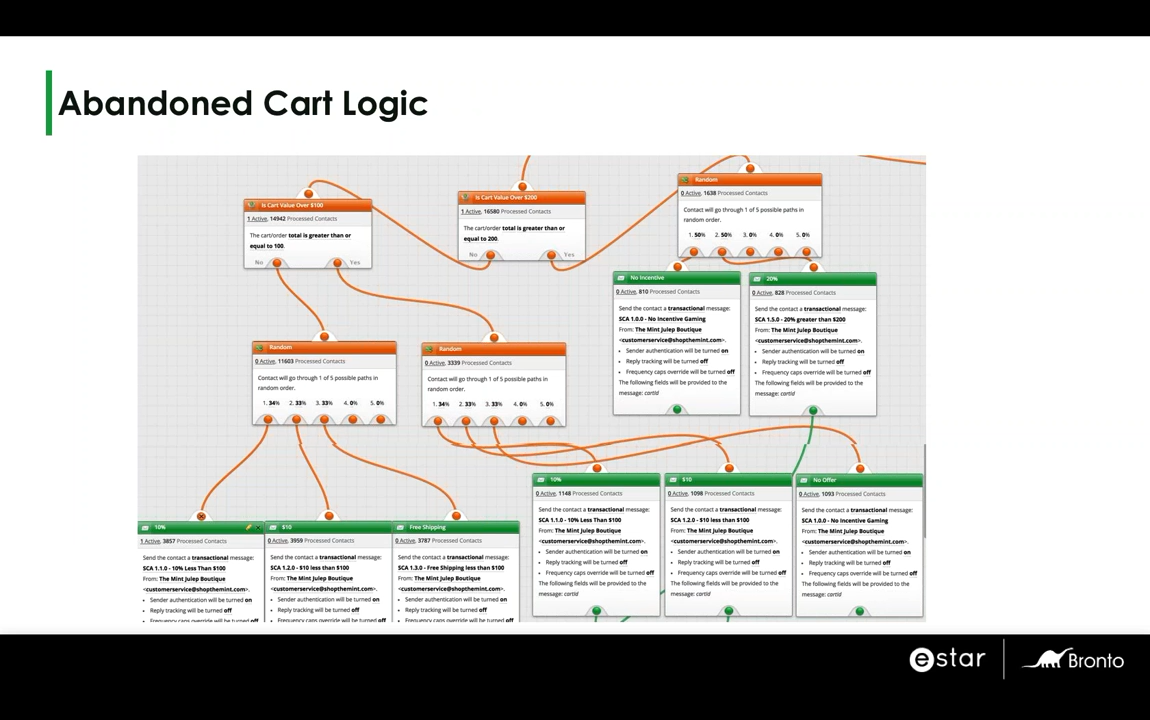 Abandoned Cart Logic
Is Cart Value Over $100
1 Active, 14942 Processed Contacts
The cart/order total is greater than or
equal to 100.
No Yes
Is Cart Value Over $200
1 Active, 16580 Processed Contacts
The cart/order total is greater than or
equal to 200.
No Yes
Random
0 Active, 1638 Processed Contacts
Contact will go through 1 of 5 possible paths in
random order.
1. 50% 2. 50% 3. 0% 4. 0% 5. 0%
No Incentive
0 Active, 810 Processed Contacts
Send the contact a transactional message:
SCA 1.0.0 - No Incentive Gaming
From: The Mint Julep Boutique
<customerservice@shopthemint.com>.
• Sender authentication will be turned on
• Reply tracking will be turned off
• Frequency caps override will be turned off
The following fields will be provided to the
message: cartId
20%
0 Active, 828 Processed Contacts
Send the contact a transactional message:
SCA 1.5.0 - 20% greater than $200
From: The Mint Julep Boutique
<customerservice@shopthemint.com>.
• Sender authentication will be turned on
• Reply tracking will be turned off
• Frequency caps override will be turned off
The following fields will be provided to the
message: cartId
Random
0 Active, 11603 Processed Contacts
Contact will go through 1 of 5 possible paths in
random order.
1. 34% 2. 33% 3. 33% 4. 0% 5. 0%
Random
0 Active, 3339 Processed Contacts
Contact will go through 1 of 5 possible paths in
random order.
1. 34% 2. 33% 3. 33% 4. 0% 5. 0%
10%
1 Active, 3857 Processed Contacts
Send the contact a transactional message:
SCA 1.1.0 - 10% Less Than $100
From: The Mint Julep Boutique
<customerservice@shopthemint.com>.
• Sender authentication will be turned on
• Reply tracking will be turned off
• Frequency caps override will be turned off
$10
0 Active, 3959 Processed Contacts
Send the contact a transactional message:
SCA 1.2.0 - $10 less than $100
From: The Mint Julep Boutique
<customerservice@shopthemint.com>.
• Sender authentication will be turned on
• Reply tracking will be turned off
• Frequency caps override will be turned off
Free Shipping
0 Active, 3787 Processed Contacts
Send the contact a transactional message:
SCA 1.3.0 - Free Shipping less than $100
From: The Mint Julep Boutique
<customerservice@shopthemint.com>.
• Sender authentication will be turned on
• Reply tracking will be turned off
• Frequency caps override will be turned off
10%
0 Active, 1148 Processed Contacts
Send the contact a transactional message:
SCA 1.1.0 - 10% Less Than $100
From: The Mint Julep Boutique
<customerservice@shopthemint.com>.
• Sender authentication will be turned on
• Reply tracking will be turned off
• Frequency caps override will be turned off
The following fields will be provided to the
message: cartId
$10
0 Active, 1098 Processed Contacts
Send the contact a transactional message:
SCA 1.2.0 - $10 less than $100
From: The Mint Julep Boutique
<customerservice@shopthemint.com>.
• Sender authentication will be turned on
• Reply tracking will be turned off
• Frequency caps override will be turned off
The following fields will be provided to the
message: cartId
No Offer
0 Active, 1093 Processed Contacts
Send the contact a transactional message:
SCA 1.0.0 - No Incentive Gaming
From: The Mint Julep Boutique
<customerservice@shopthemint.com>.
• Sender authentication will be turned on
• Reply tracking will be turned off
• Frequency caps override will be turned off
The following fields will be provided to the
message: cartId
estar
Bronto